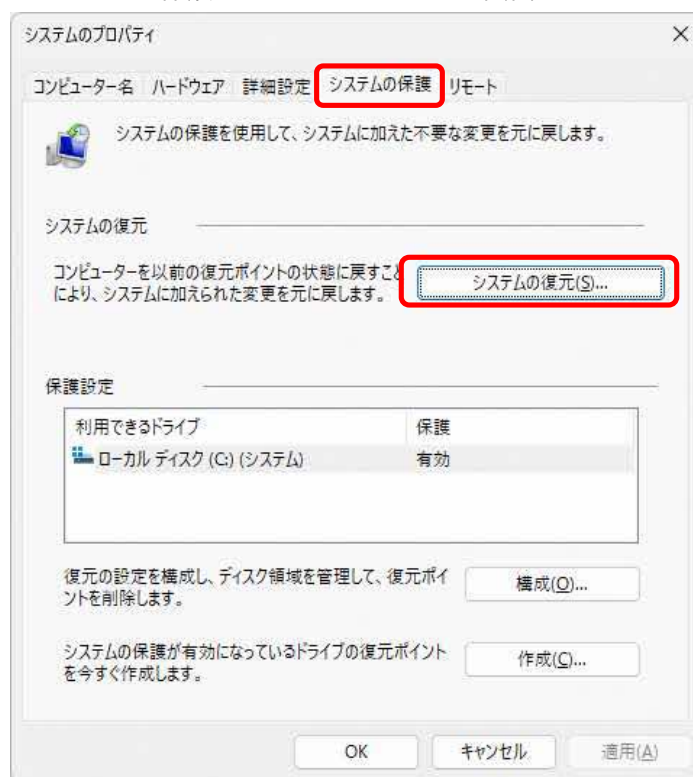 システムのプロパティ
コンピューター名 ハードウェア 詳細設定 システムの保護 リモート
システムの保護を使用して、システムに加えた不要な変更を元に戻します。
システムの復元
コンピューターを以前の復元ポイントの状態に戻すこと
により、システムに加えられた変更を元に戻します。
システムの復元(S)...
保護設定
利用できるドライブ 保護
ローカル ディスク (C:) (システム) 有効
復元の設定を構成し、ディスク領域を管理して、復元ポイ
ントを削除します。
構成(O)...
システムの保護が有効になっているドライブの復元ポイント
を今すぐ作成します。
作成(C)...
OK キャンセル 適用(A)